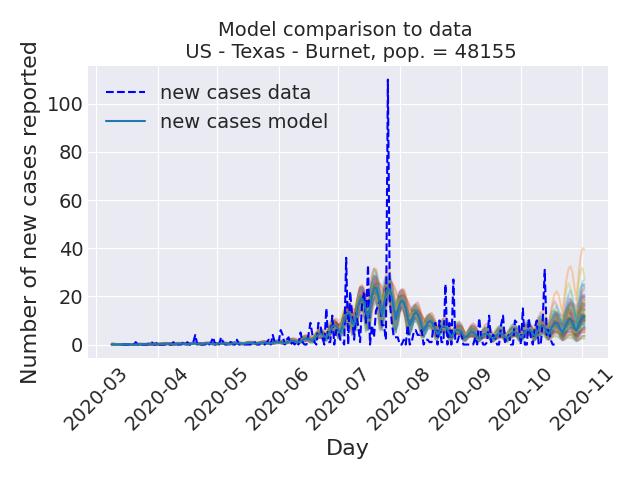 Model comparison to data
US - Texas - Burnet, pop. = 48155
Number of new cases reported
100
80
60
40
20
0
new cases data
new cases model
2020-03
2020-04
2020-05
2020-06
2020-07
2020-08
2020-09
2020-10
2020-11
Day